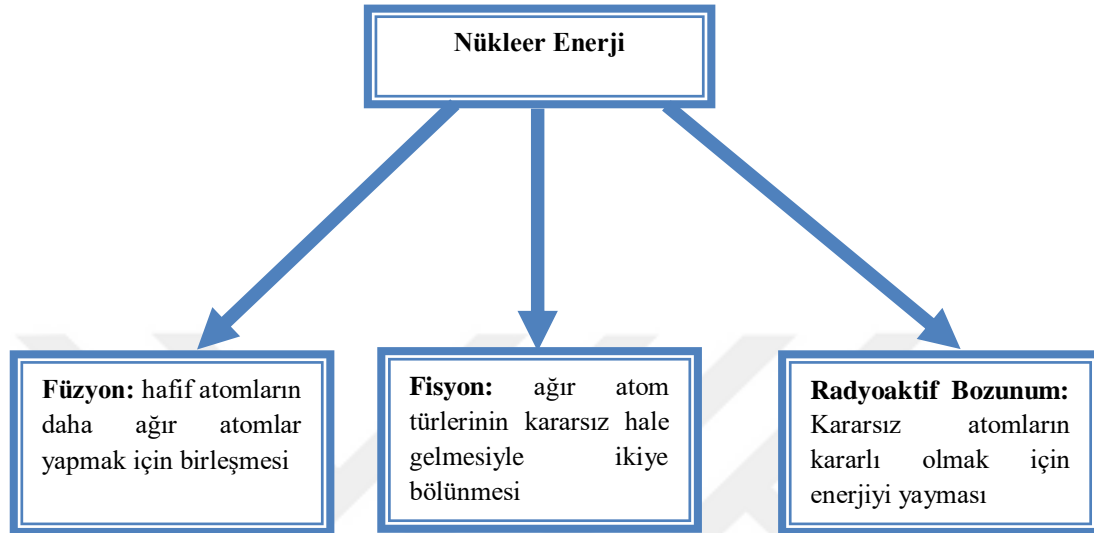 Nükleer Enerji
Füzyon: hafif atomların
daha ağır atomlar
yapmak için birleşmesi
Fisyon: ağır atom
türlerinin kararsız hale
gelmesiyle ikiye
bölünmesi
Radyoaktif Bozunum:
Kararsız atomların
kararlı olmak için
enerjiyi yayması